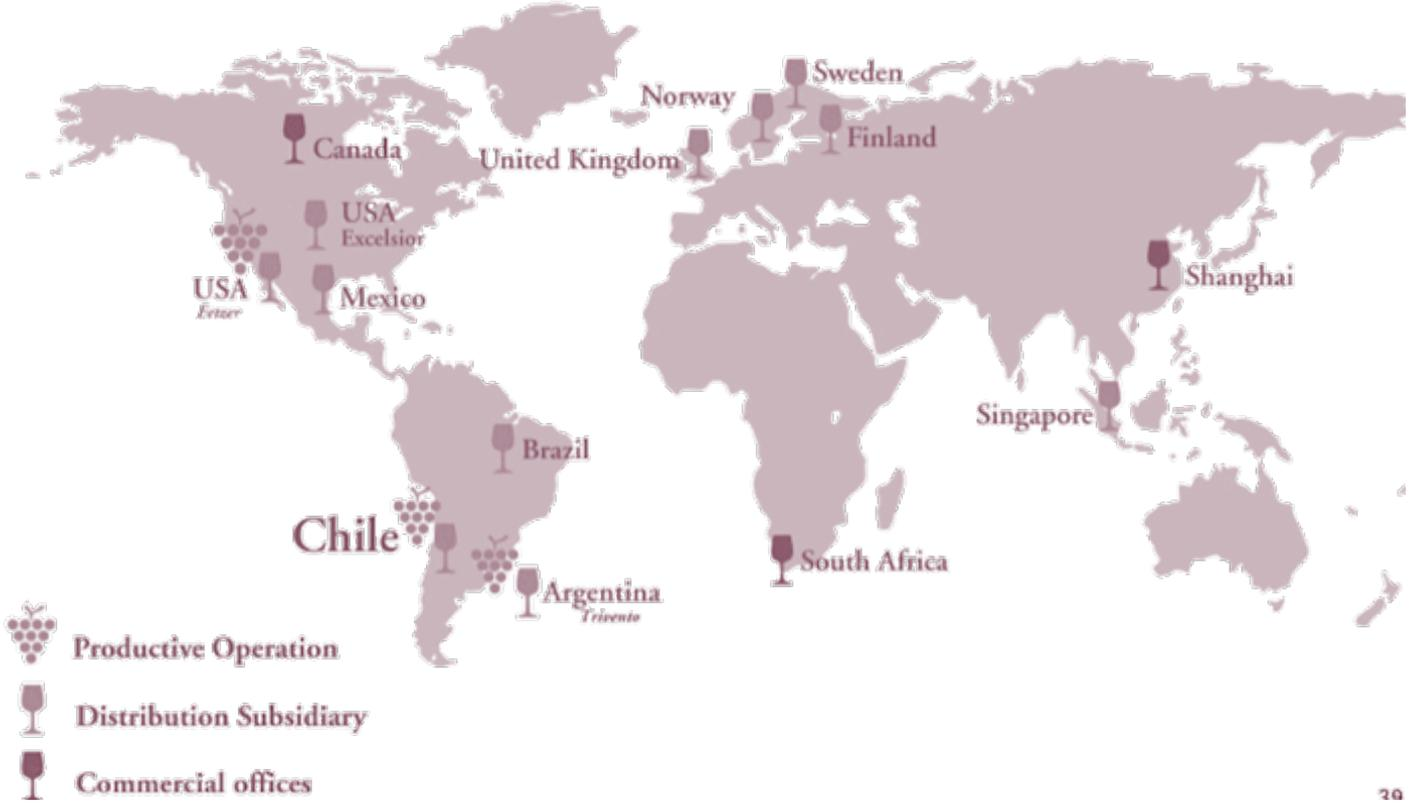 Sweden
Norway
Canada
United Kingdom
Finland
USA
Excelsior
Shanghai
USA
Mexico
Singapore
Brazil
Chile
South Africa
Argentina
Trivento
Productive Operation
Distribution Subsidiary
Commercial offices
39